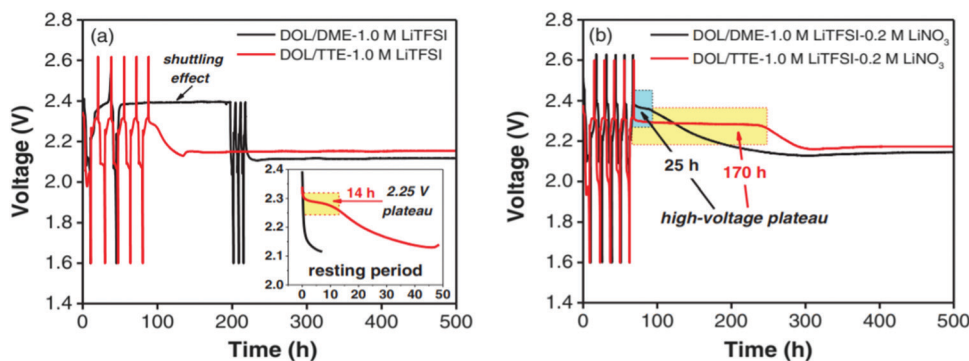 (a)
DOL/DME-1.0 M LiTFSI
DOL/TTE-1.0 M LiTFSI
shuttling
effect
2.8
2.6
2.4
2.2
2.0
1.8
1.6
1.4
Voltage (V)
0
100
200
300
400
500
Time (h)
2.4
2.3
2.2
2.1
2.0
14 h
2.25 V
plateau
resting period
0
10
20
30
40
50
(b)
DOL/DME-1.0 M LiTFSI-0.2 M LiNO₃
DOL/TTE-1.0 M LiTFSI-0.2 M LiNO₃
2.8
2.6
2.4
2.2
2.0
1.8
1.6
1.4
Voltage (V)
25 h
170 h
high-voltage plateau
0
100
200
300
400
500
Time (h)